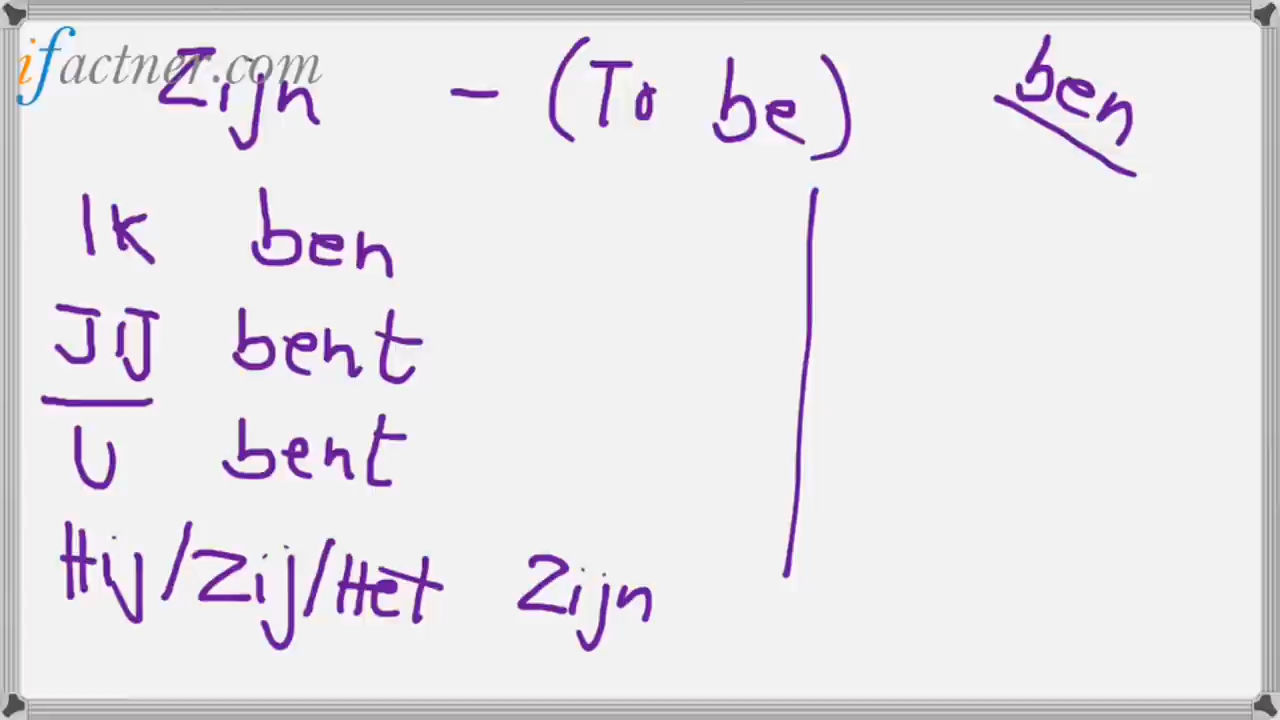 ifactner.com
Zijn - (To be) ben
Ik ben
JIJ bent
U bent
Hij/Zij/Het Zijn